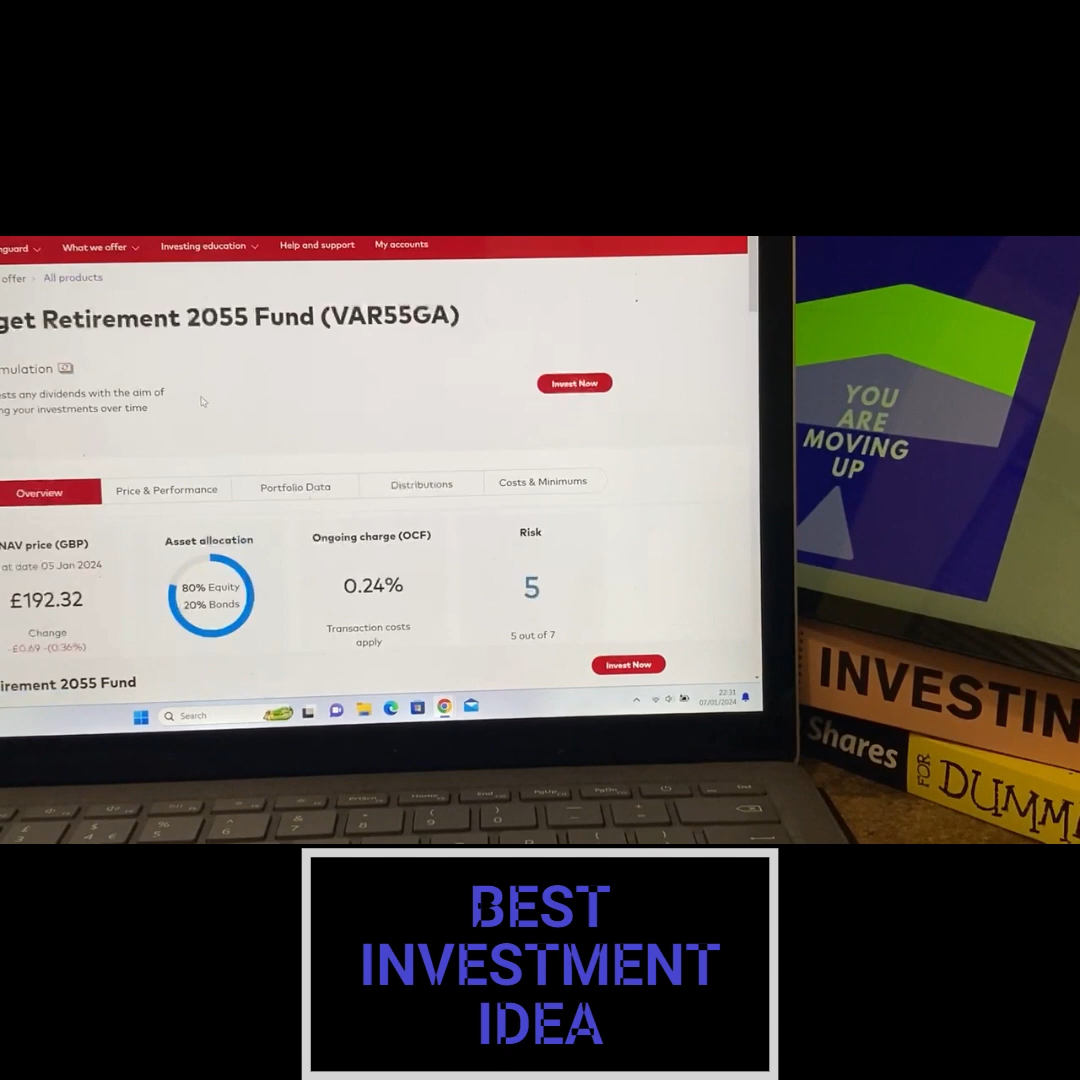 nguard
What we offer
Investing education
Help and support
My accounts
offer > All products
get Retirement 2055 Fund (VAR55GA)
mulation
ests any dividends with the aim of
ng your investments over time
Invest Now
Overview
Price & Performance
Portfolio Data
Distributions
Costs & Minimums
NAV price (GBP)
at date 05 Jan 2024
£192.32
Change
-£0.69 -(0.36%)
Asset allocation
80% Equity
20% Bonds
Ongoing charge (OCF)
0.24%
Transaction costs
apply
Risk
5
5 out of 7
Invest Now
irement 2055 Fund
Search
22:31
07/01/2024
YOU
ARE
MOVING
UP
INVESTIN
Shares
FOR
DUMM
BEST
INVESTMENT
IDEA